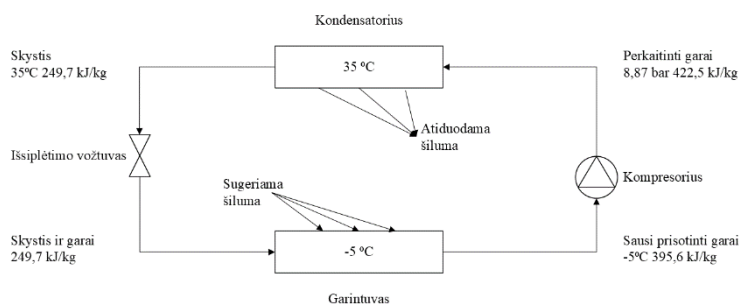 Kondensatorius
Skystis
35ºC 249,7 kJ/kg
35 ºC
Perkaitinti garai
8,87 bar 422,5 kJ/kg
Atiduodama
šiluma
Išsiplėtimo vožtuvas
Sugeriama
šiluma
Kompresorius
Skystis ir garai
249,7 kJ/kg
-5 ºC
Sausi prisotinti garai
-5ºC 395,6 kJ/kg
Garintuvas